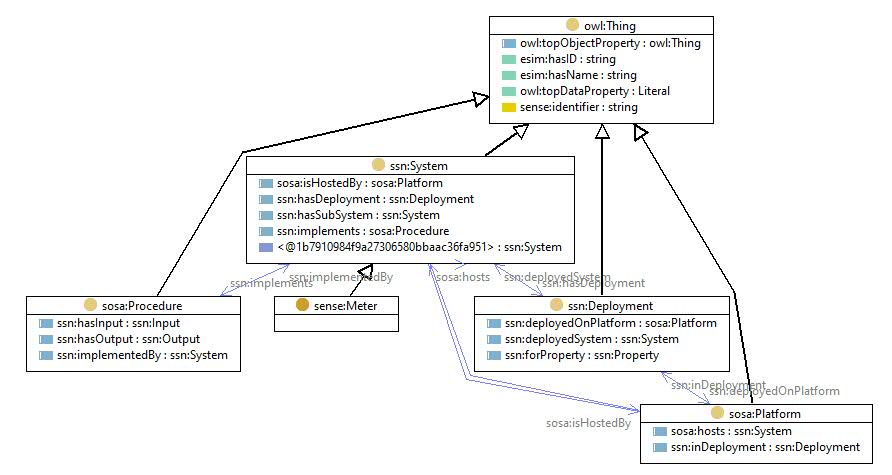 owl:Thing
owl:topObjectProperty : owl:Thing
esim:hasID : string
esim:hasName : string
owl:topDataProperty : Literal
sense:identifier : string
ssn:System
sosa:isHostedBy : sosa:Platform
ssn:hasDeployment : ssn:Deployment
ssn:hasSubSystem : ssn:System
ssn:implements : sosa:Procedure
<@1b7910984f9a27306580bbaac36fa951> : ssn:System
ssn:implements
ssn:implementedBy
sosa:hosts
ssn:deployedSystem
ssn:hasDeployment
sosa:Procedure
ssn:hasInput : ssn:Input
ssn:hasOutput : ssn:Output
ssn:implementedBy : ssn:System
sense:Meter
ssn:Deployment
ssn:deployedOnPlatform : sosa:Platform
ssn:deployedSystem : ssn:System
ssn:forProperty : ssn:Property
ssn:inDeployment
ssn:deployedOnPlatform
sosa:isHostedBy
sosa:Platform
sosa:hosts : ssn:System
ssn:inDeployment : ssn:Deployment